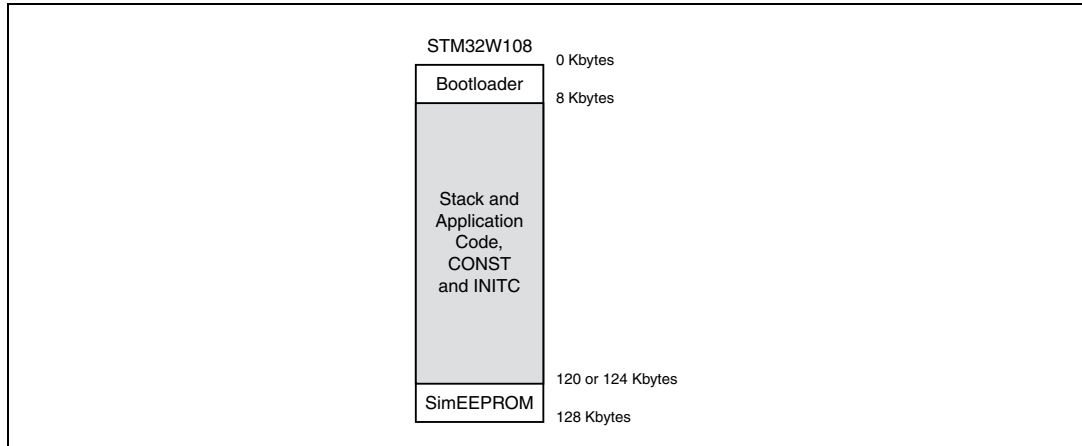 STM32W108
0 Kbytes
Bootloader
8 Kbytes
Stack and
Application
Code,
CONST
and INITC
120 or 124 Kbytes
SimEEPROM
128 Kbytes